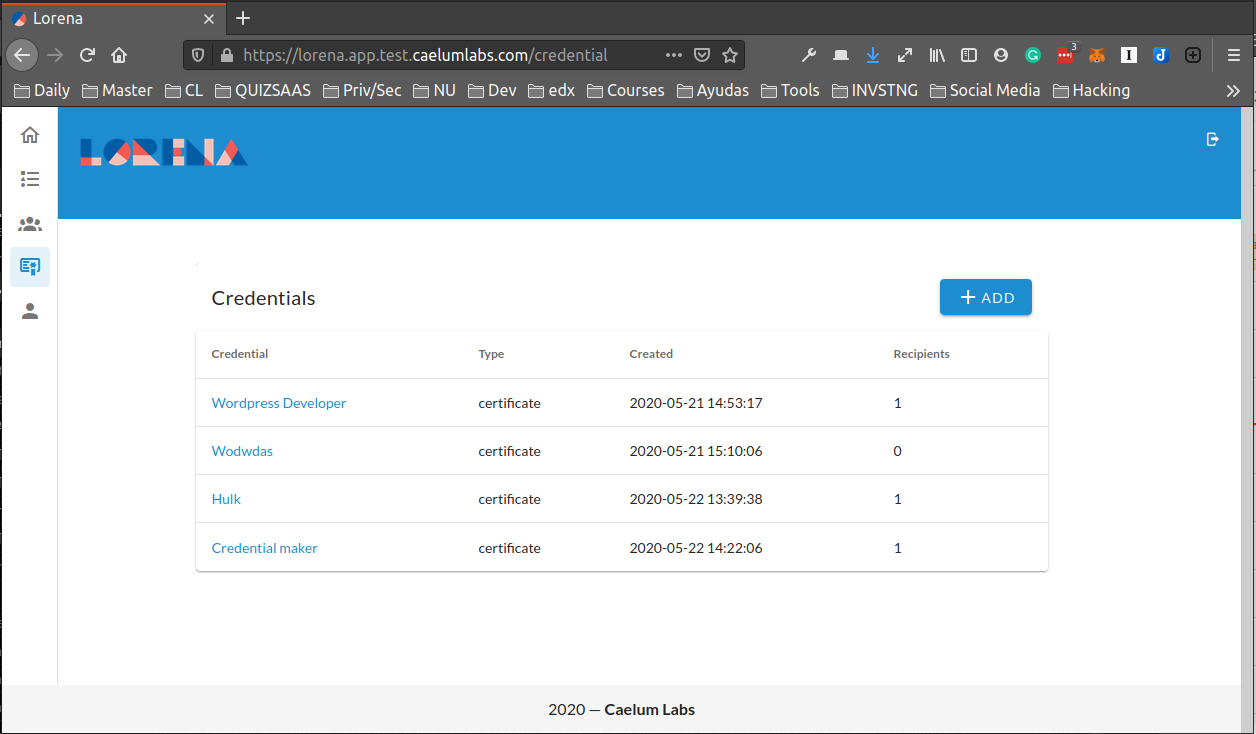 Lorena
https://lorena.app.test.caelumlabs.com/credential
3
Daily Master CL QUIZSAAS Priv/Sec NU Dev edx Courses Ayudas Tools INVSTNG Social Media Hacking
LORENA
Credentials
ADD
Credential Type Created Recipients
Wordpress Developer certificate 2020-05-21 14:53:17 1
Wodwdas certificate 2020-05-21 15:10:06 0
Hulk certificate 2020-05-22 13:39:38 1
Credential maker certificate 2020-05-22 14:22:06 1
2020 — Caelum Labs